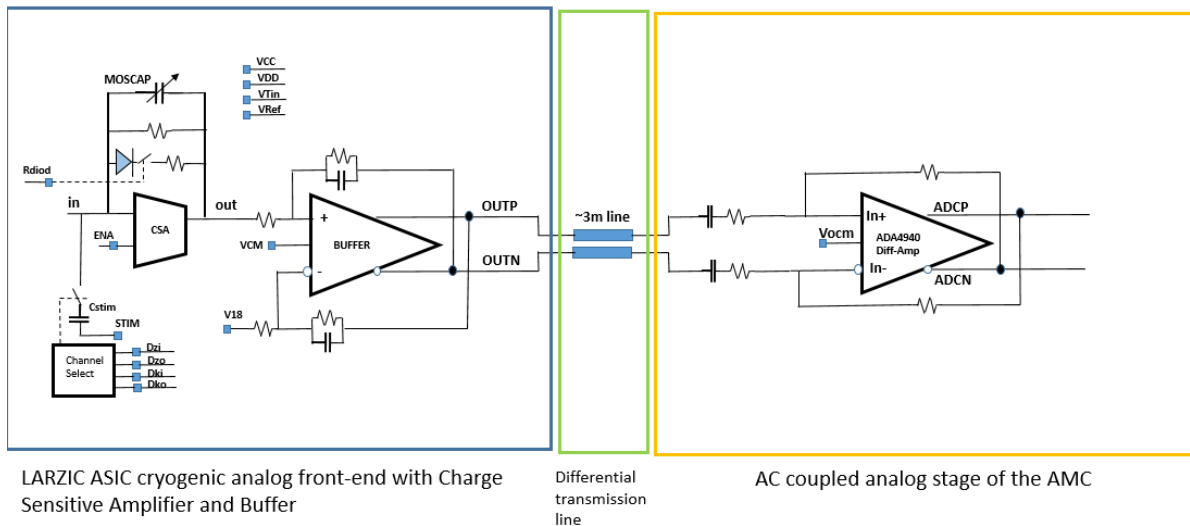 MOSCAP
VCC
VDD
VTin
VRef
Rdiod
in
out
CSA
ENA
Cstim
STIM
Channel
Select
Dzi
Dzo
Dki
Dko
+
BUFFER
-
VCM
V18
OUTP
OUTN
~3m line
In+
ADA4940
Diff-Amp
In-
Vocm
ADCP
ADCN
LARZIC ASIC cryogenic analog front-end with Charge
Sensitive Amplifier and Buffer
Differential
transmission
line
AC coupled analog stage of the AMC